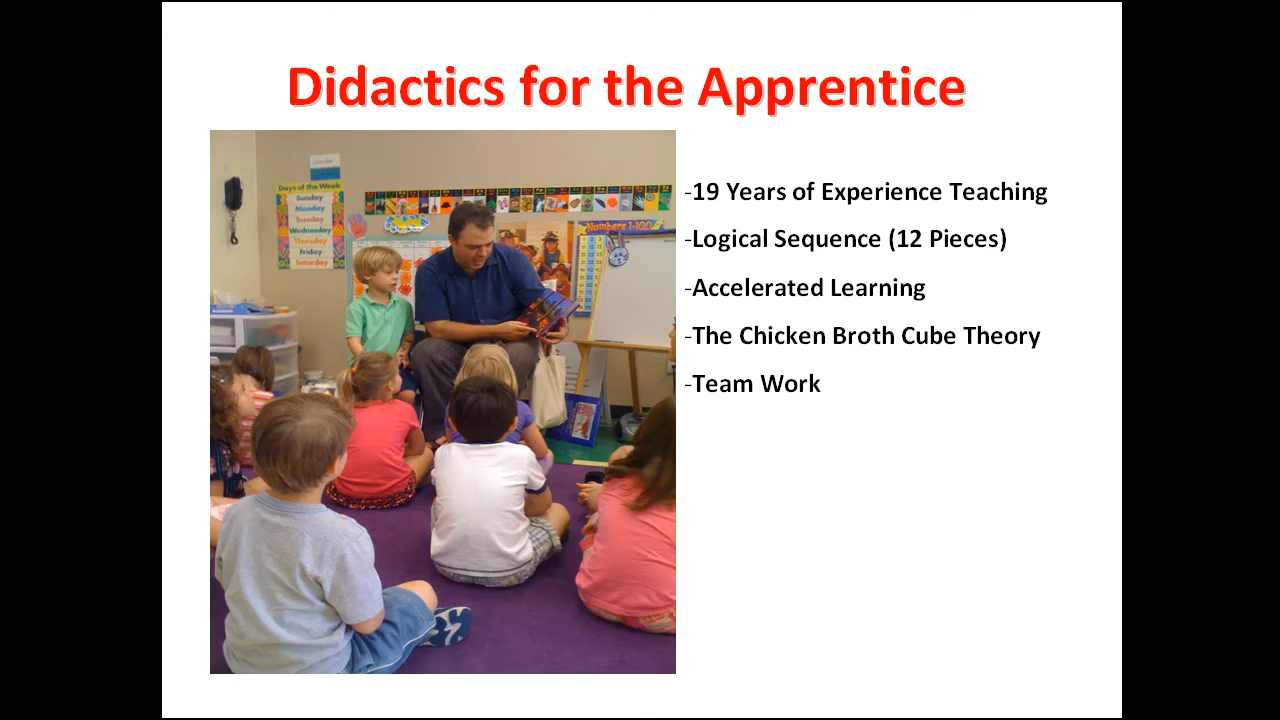 Didactics for the Apprentice
Days of the Week
Sunday
Monday
Tuesday
Wednesday
Thursday
Friday
Saturday
Numbers 1-100
-19 Years of Experience Teaching
-Logical Sequence (12 Pieces)
-Accelerated Learning
-The Chicken Broth Cube Theory
-Team Work